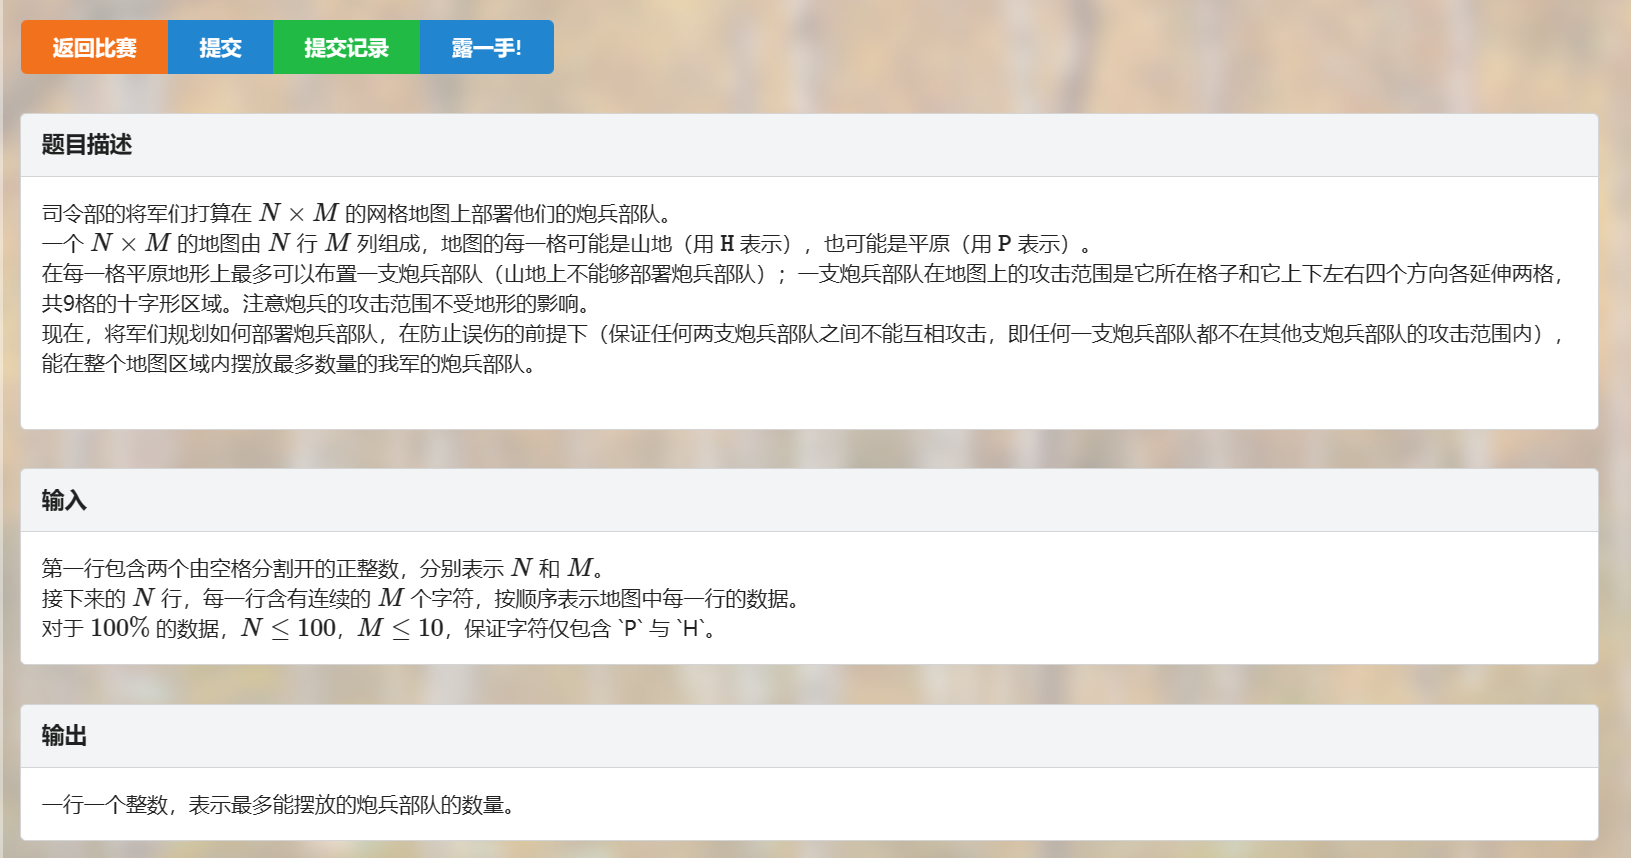 返回比赛 提交 提交记录 露一手!
题目描述
司令部的将军们打算在 N × M 的网格地图上部署他们的炮兵部队。
一个 N × M 的地图由 N 行 M 列组成，地图的每一格可能是山地（用 H 表示），也可能是平原（用 P 表示）。
在每一格平原地形上最多可以布置一支炮兵部队（山地上不能够部署炮兵部队）；一支炮兵部队在地图上的攻击范围是它所在格子和它上下左右四个方向各延伸两格，
共9格的十字形区域。注意炮兵的攻击范围不受地形的影响。
现在，将军们规划如何部署炮兵部队，在防止误伤的前提下（保证任何两支炮兵部队之间不能互相攻击，即任何一支炮兵部队都不在其他支炮兵部队的攻击范围内），
能在整个地图区域内摆放最多数量的我军的炮兵部队。
输入
第一行包含两个由空格分割开的正整数，分别表示 N 和 M。
接下来的 N 行，每一行含有连续的 M 个字符，按顺序表示地图中每一行的数据。
对于 100% 的数据，N ≤ 100，M ≤ 10，保证字符仅包含 `P` 与 `H`。
输出
一行一个整数，表示最多能摆放的炮兵部队的数量。